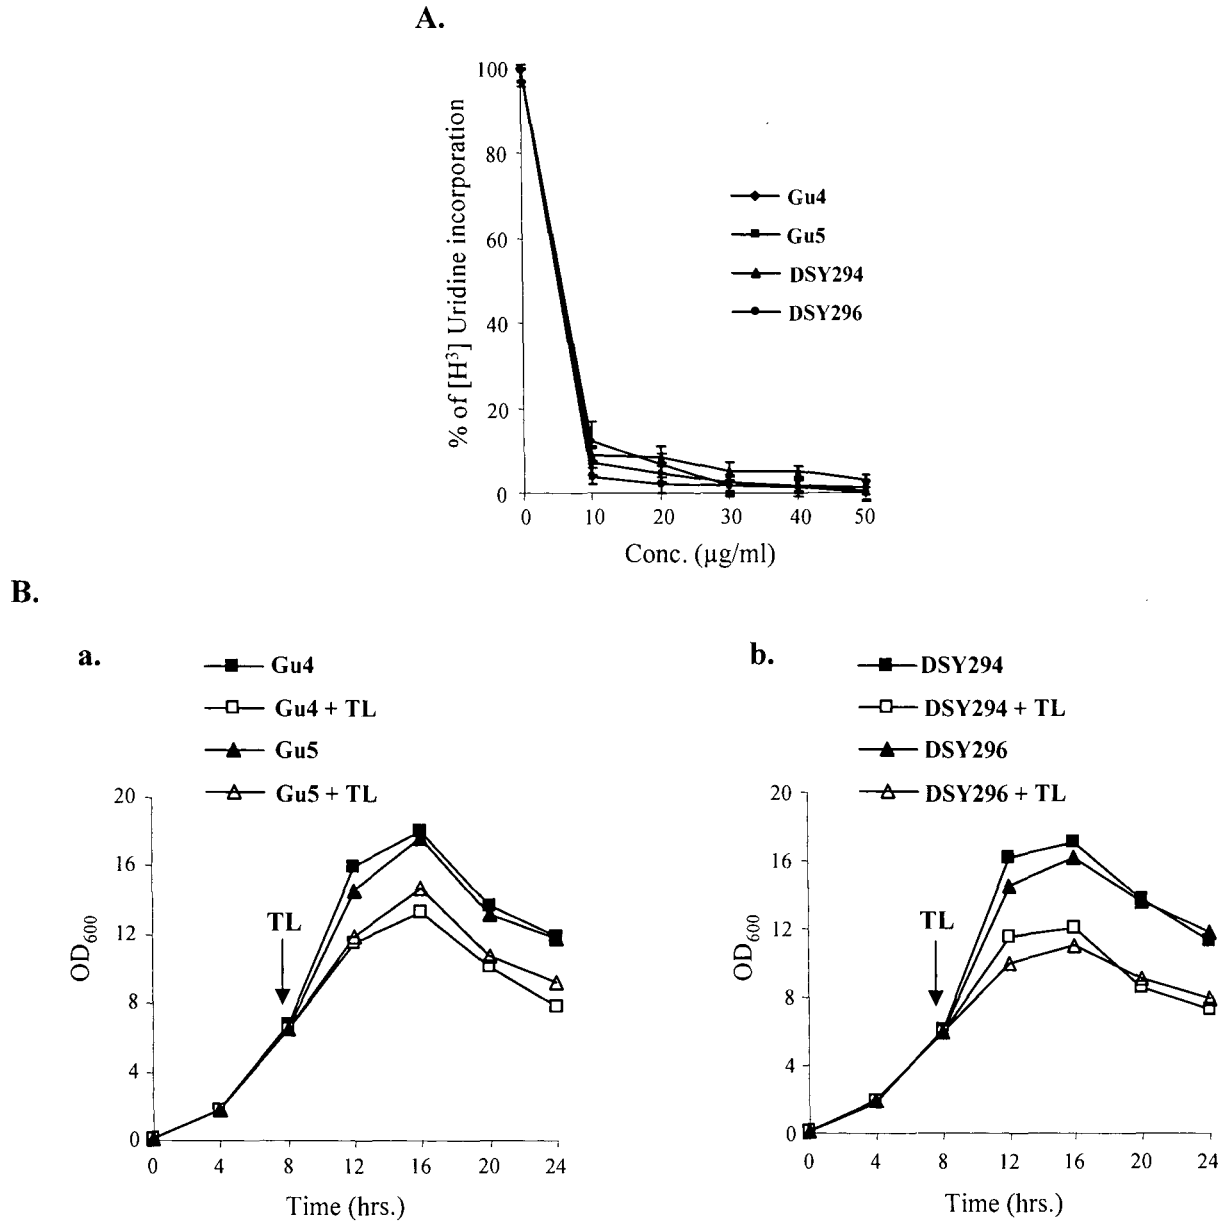 A.
% of [H³] Uridine incorporation
100
80
60
40
20
0
Gu4
Gu5
DSY294
DSY296
0 10 20 30 40 50
Conc. (µg/ml)
B.
a.
Gu4
Gu4 + TL
Gu5
Gu5 + TL
OD600
20
16
12
8
4
0
TL
0 4 8 12 16 20 24
Time (hrs.)
b.
DSY294
DSY294 + TL
DSY296
DSY296 + TL
OD600
20
16
12
8
4
0
TL
0 4 8 12 16 20 24
Time (hrs.)